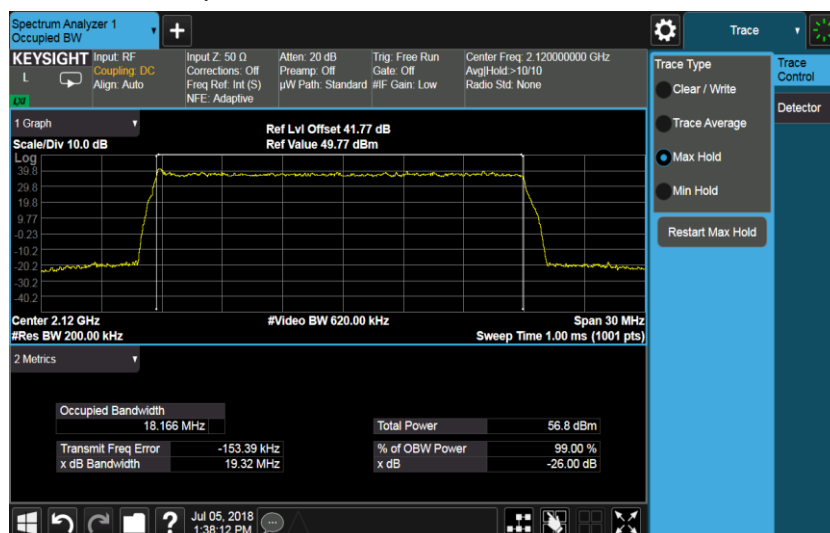 Spectrum Analyzer 1
Occupied BW
Trace
KEYSIGHT
L
LXI
Input: RF
Coupling: DC
Align: Auto
Input Z: 50 Ω
Corrections: Off
Freq Ref: Int (S)
NFE: Adaptive
Atten: 20 dB
Preamp: Off
µW Path: Standard
Trig: Free Run
Gate: Off
#IF Gain: Low
Center Freq: 2.120000000 GHz
Avg|Hold:>10/10
Radio Std: None
1 Graph
Scale/Div 10.0 dB
Ref Lvl Offset 41.77 dB
Ref Value 49.77 dBm
Log
39.8
29.8
19.8
9.77
-0.23
-10.2
-20.2
-30.2
-40.2
Center 2.12 GHz
#Res BW 200.00 kHz
#Video BW 620.00 kHz
Span 30 MHz
Sweep Time 1.00 ms (1001 pts)
2 Metrics
Occupied Bandwidth
18.166 MHz
Total Power 56.8 dBm
Transmit Freq Error -153.39 kHz
% of OBW Power 99.00 %
x dB Bandwidth 19.32 MHz
x dB -26.00 dB
Jul 05, 2018
1:38:12 PM
Trace Type
Clear / Write
Trace Average
Max Hold
Min Hold
Restart Max Hold
Trace
Control
Detector